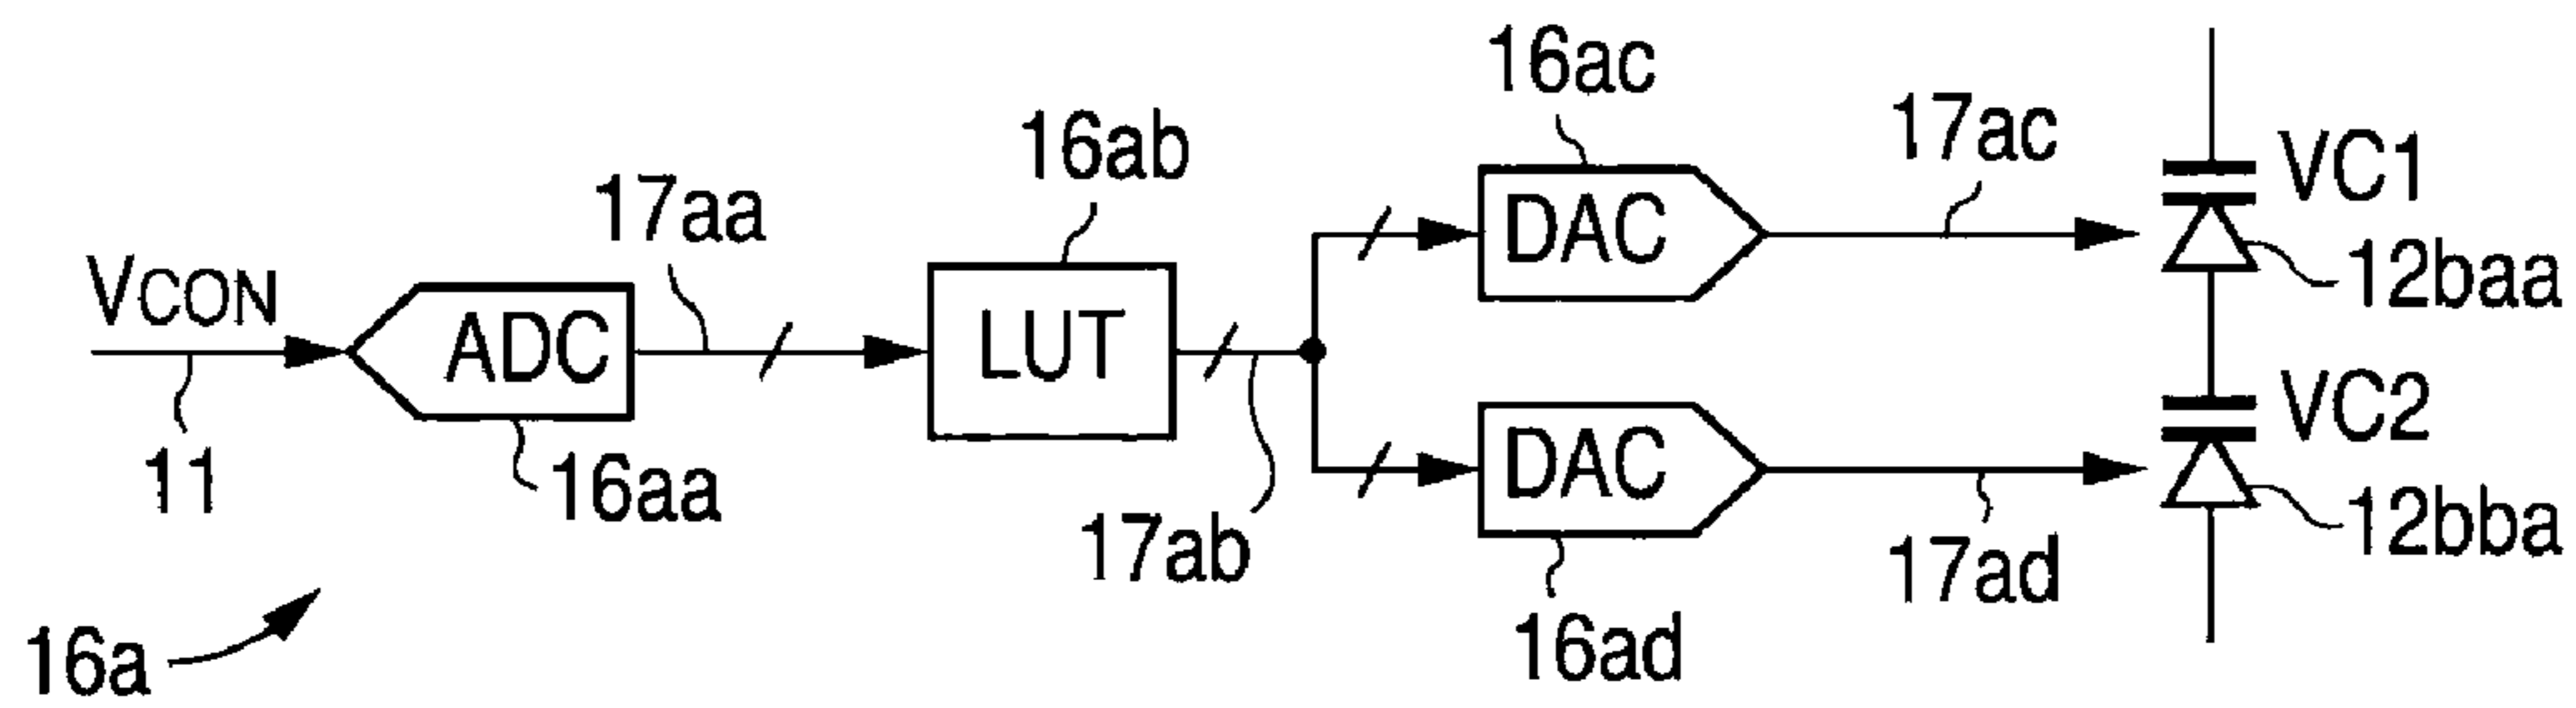 16ac
17ac
VC1
16ab
17aa
DAC
12baa
VCON
ADC
LUT
VC2
11
16aa
DAC
12bba
17ab
17ad
16ad
16a